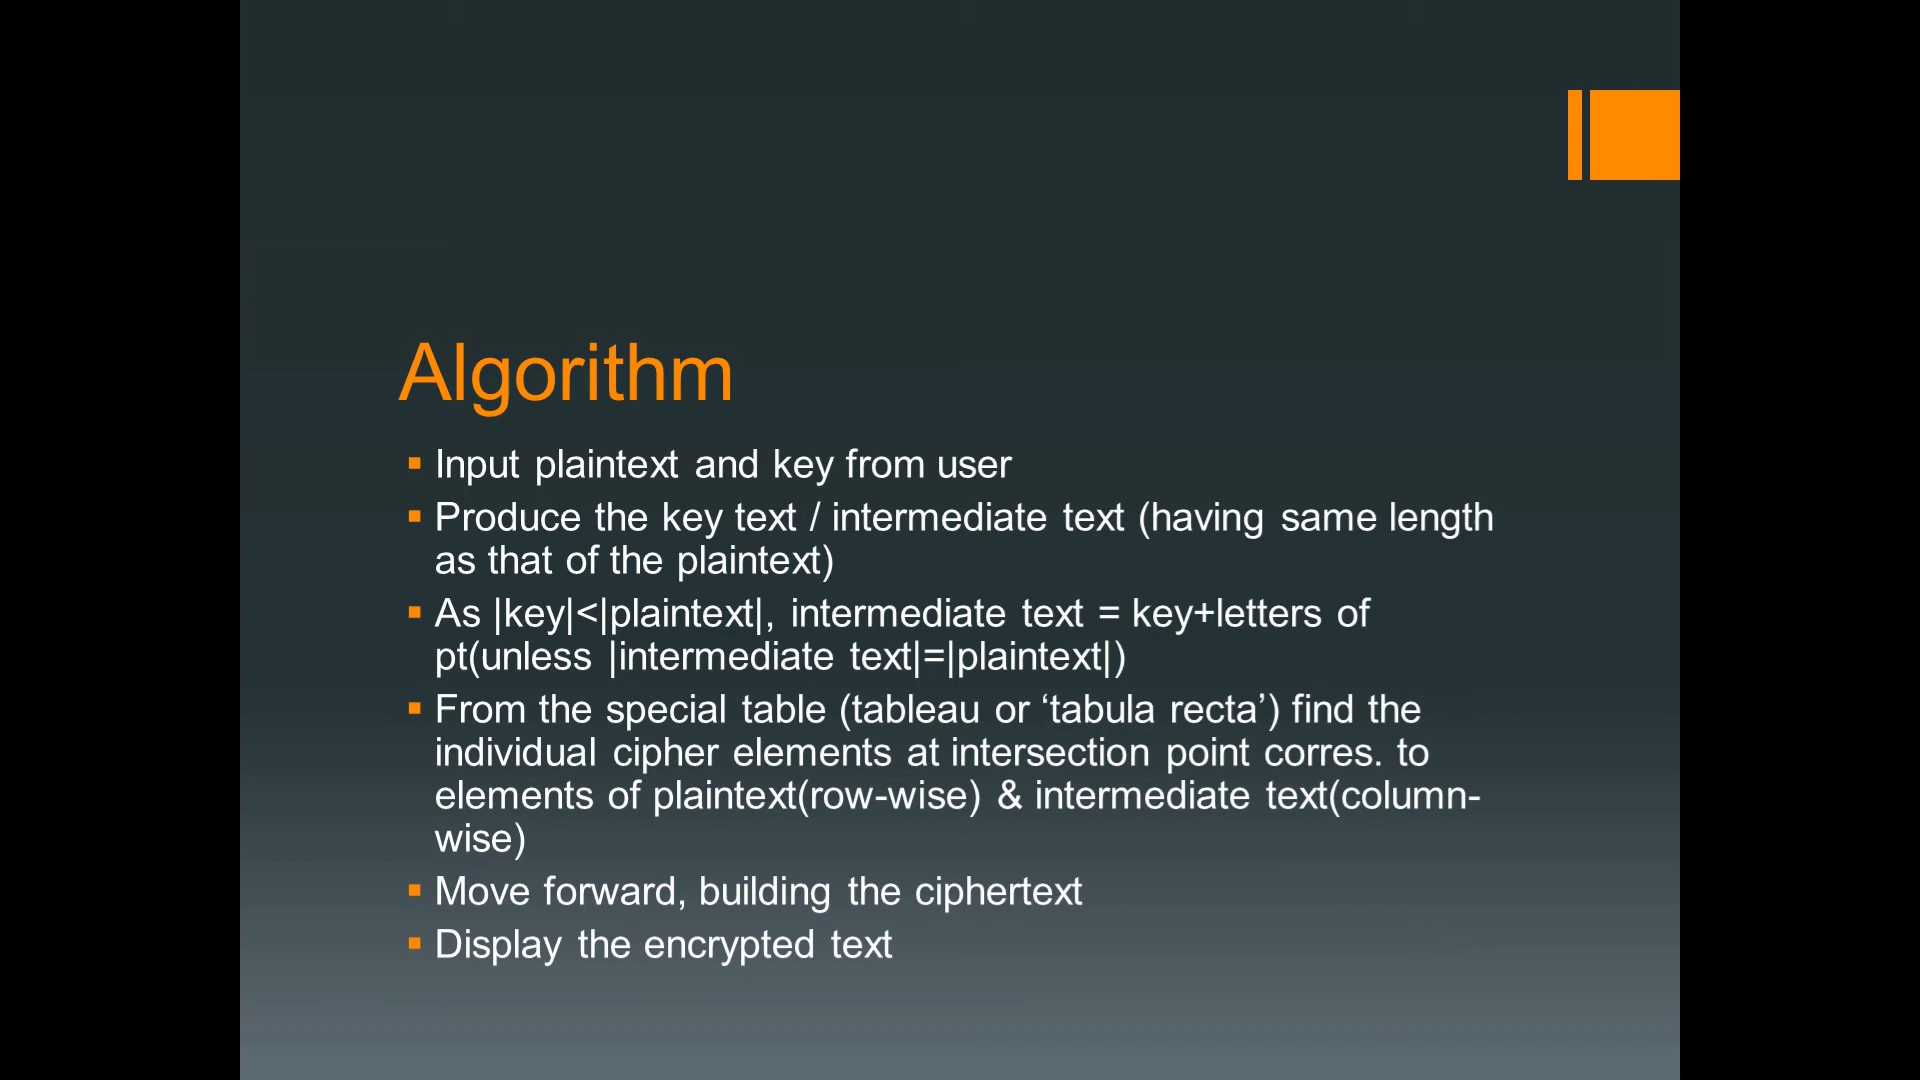 Algorithm
Input plaintext and key from user
Produce the key text / intermediate text (having same length
as that of the plaintext)
As |key|<|plaintext|, intermediate text = key+letters of
pt(unless |intermediate text|=|plaintext|)
From the special table (tableau or ‘tabula recta’) find the
individual cipher elements at intersection point corres. to
elements of plaintext(row-wise) & intermediate text(column-
wise)
Move forward, building the ciphertext
Display the encrypted text